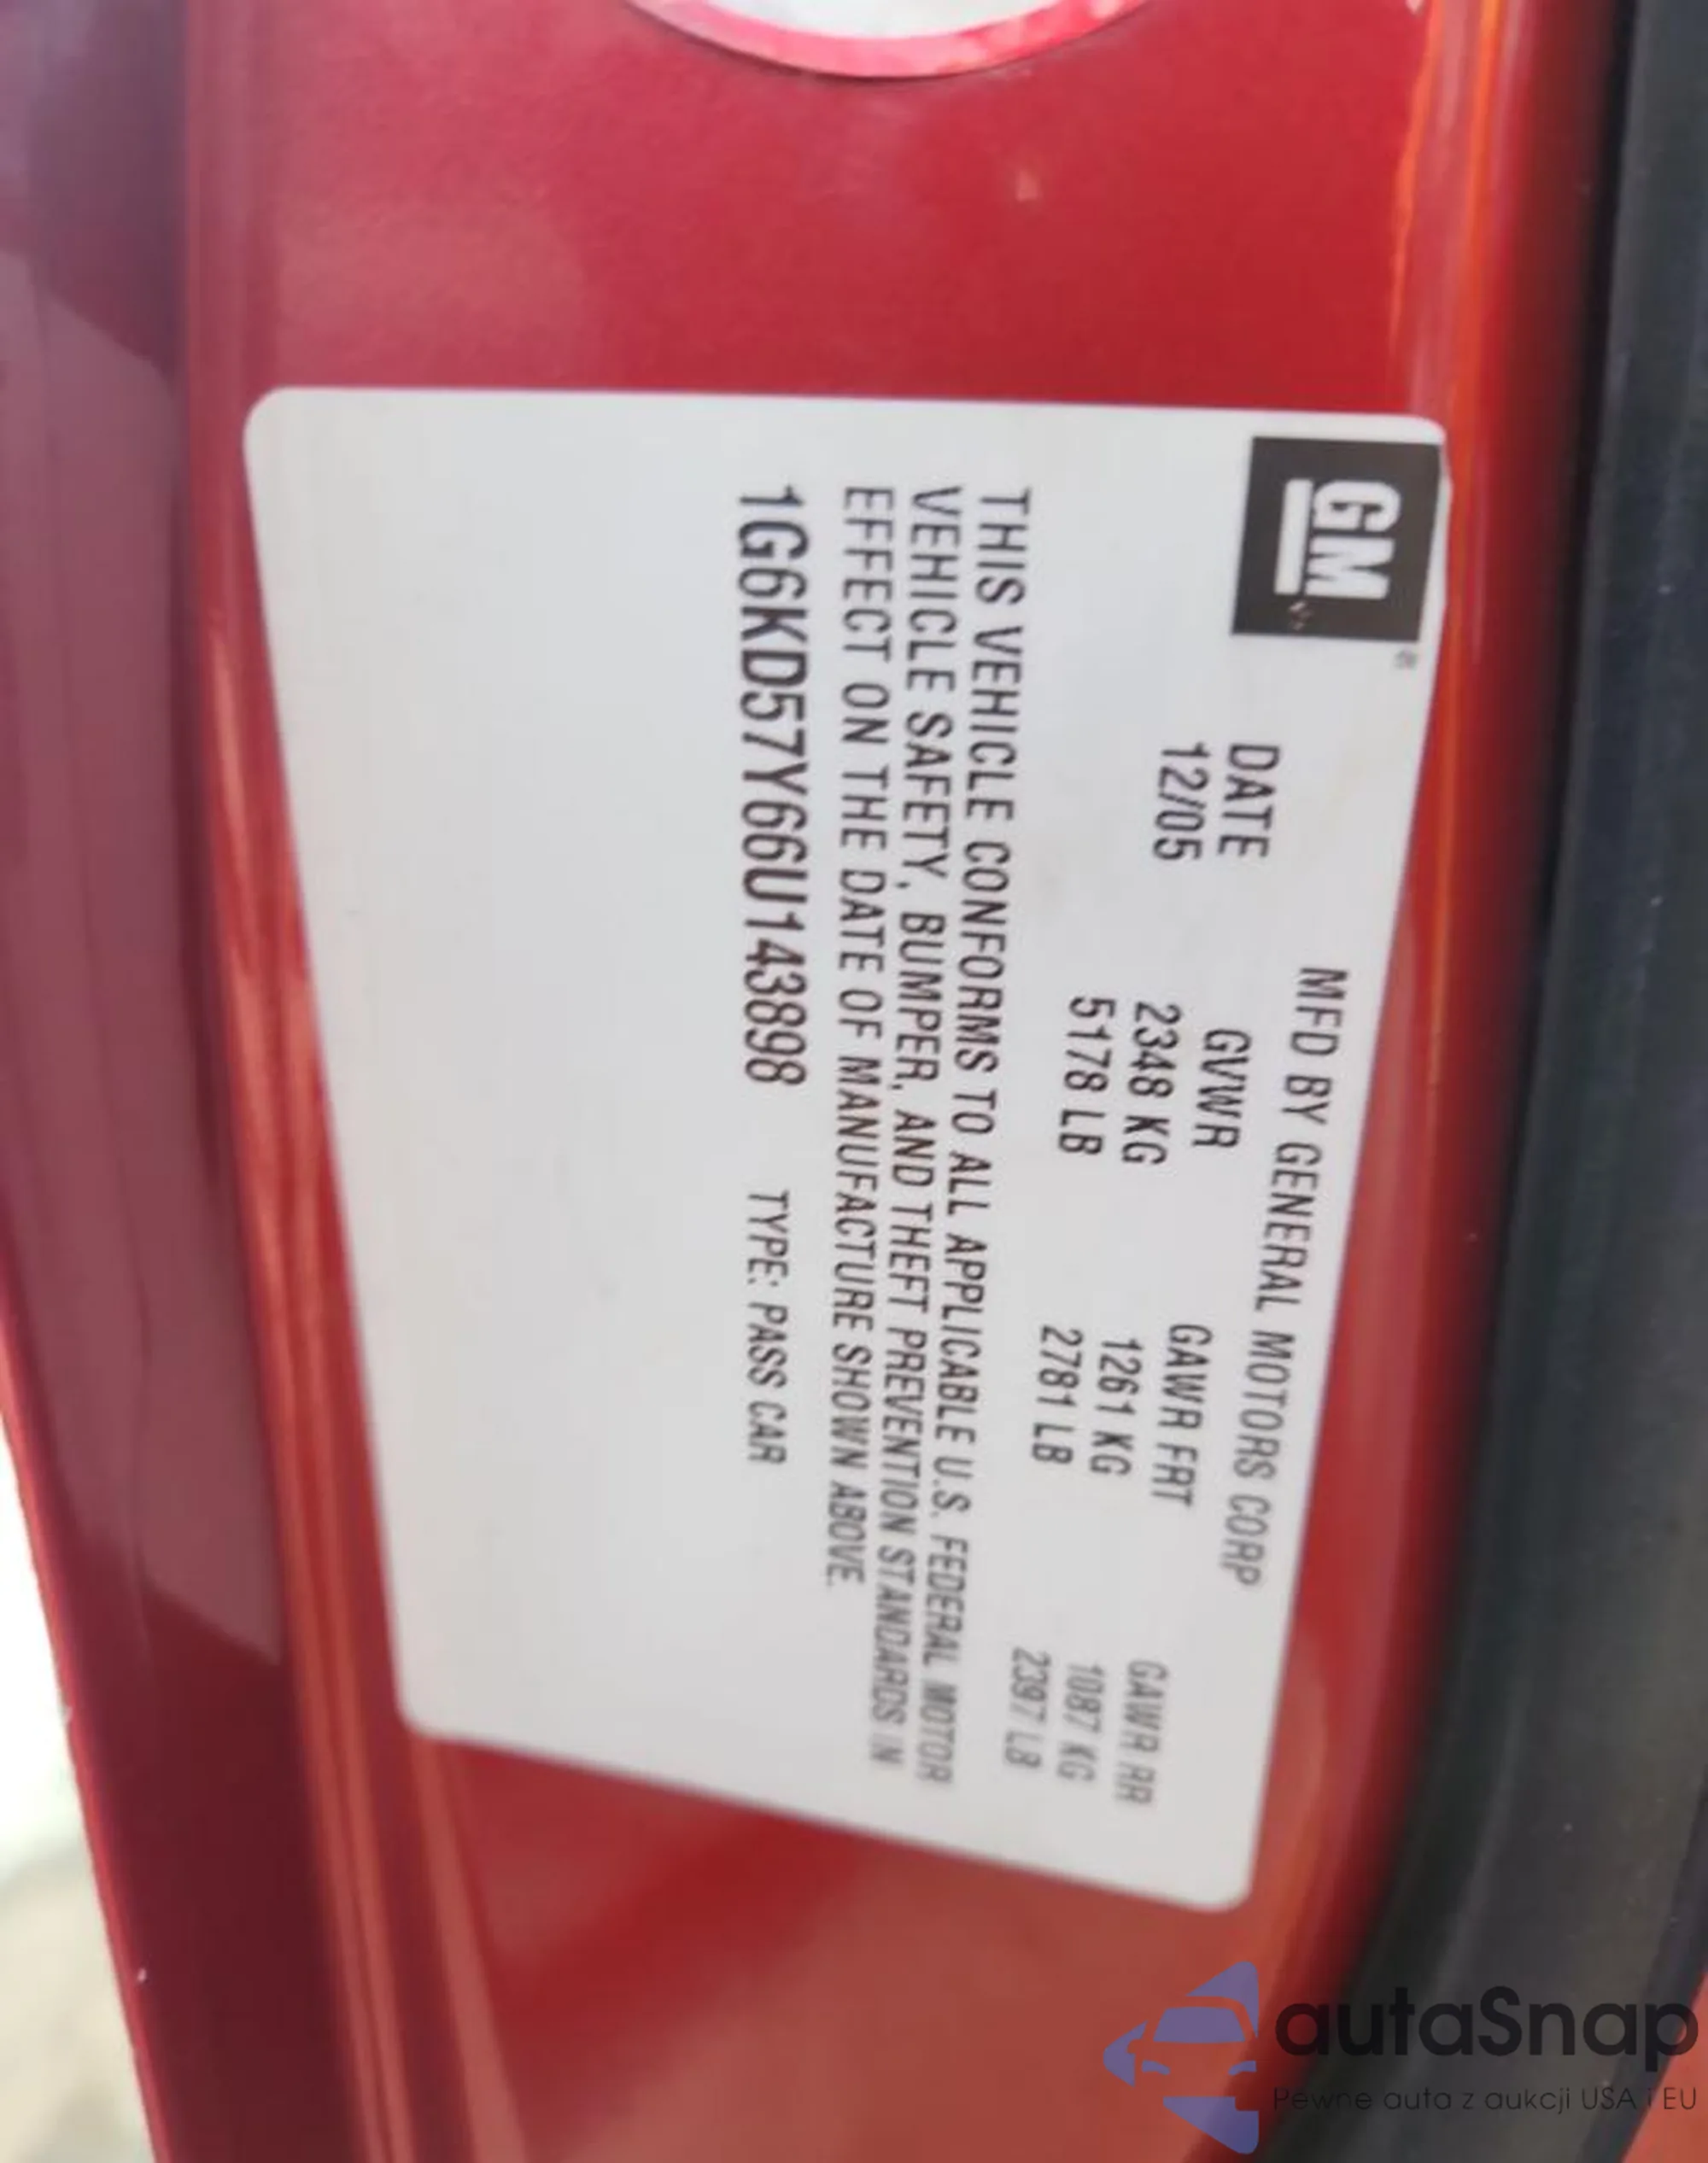 GM
MFD BY GENERAL MOTORS CORP
DATE GVWR GAWR FRT GAWR RR
12/05 2348 KG 1261 KG 1087 KG
5178 LB 2781 LB 2397 LB
THIS VEHICLE CONFORMS TO ALL APPLICABLE U.S. FEDERAL MOTOR
VEHICLE SAFETY, BUMPER, AND THEFT PREVENTION STANDARDS IN
EFFECT ON THE DATE OF MANUFACTURE SHOWN ABOVE.
1G6KD57Y66U143898 TYPE: PASS CAR
autaSnap
Pewne auta z aukcji USA i EU